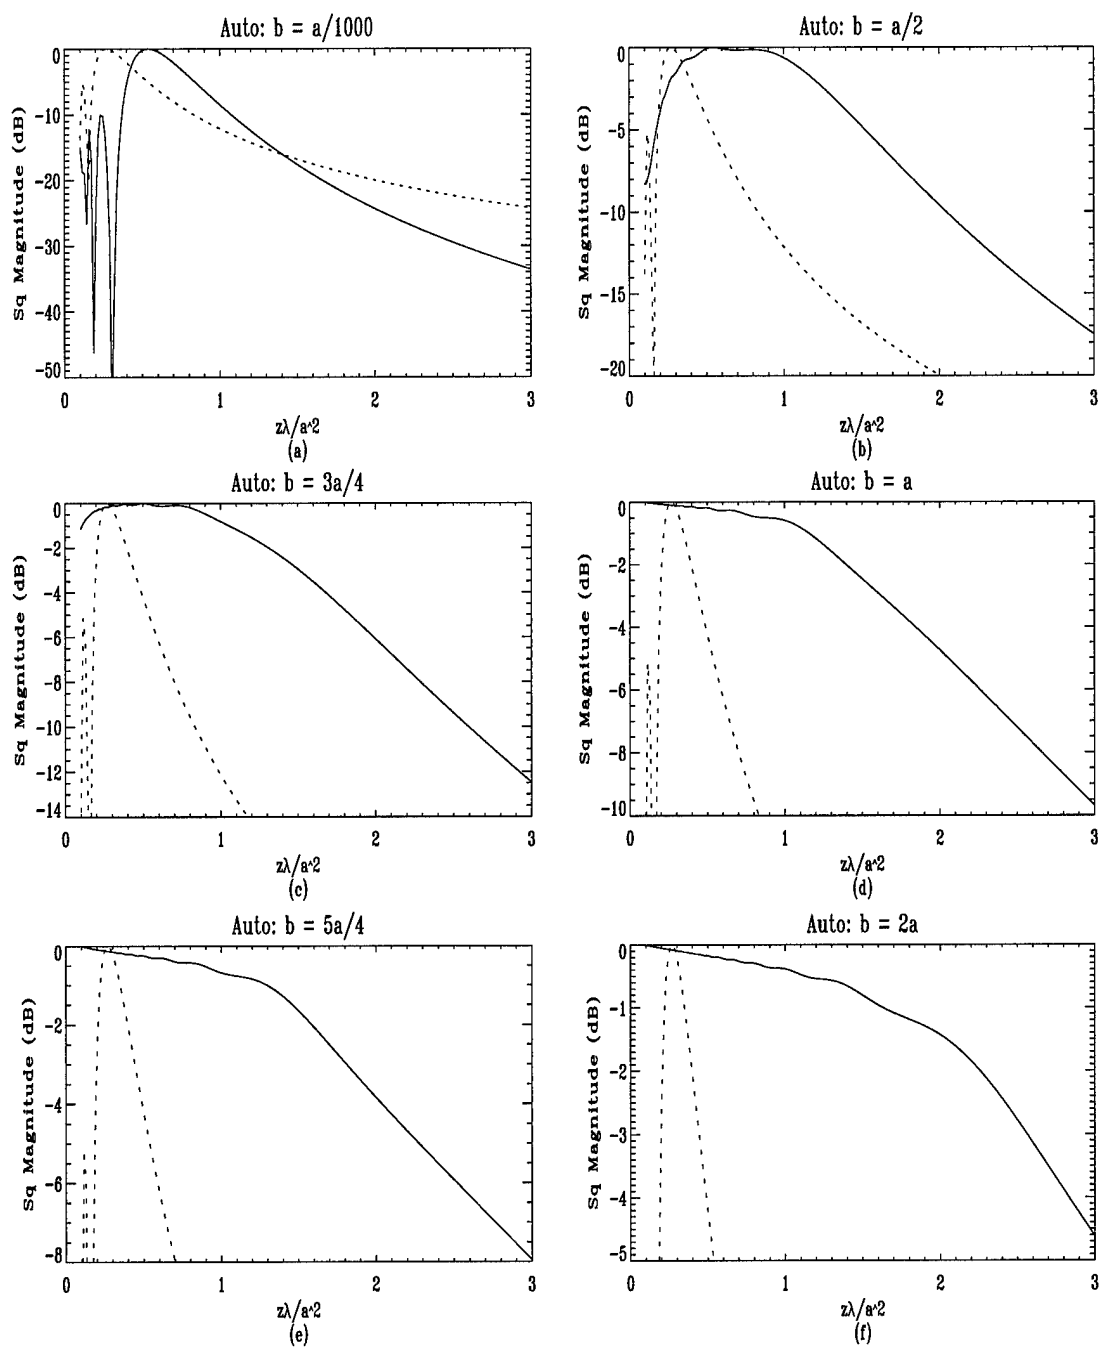 Auto: b = a/1000
Sq Magnitude (dB)
0
-10
-20
-30
-40
-50
0 1 2 3
zλ/a^2
(a)
Auto: b = a/2
Sq Magnitude (dB)
0
-5
-10
-15
-20
0 1 2 3
zλ/a^2
(b)
Auto: b = 3a/4
Sq Magnitude (dB)
0
-2
-4
-6
-8
-10
-12
-14
0 1 2 3
zλ/a^2
(c)
Auto: b = a
Sq Magnitude (dB)
0
-2
-4
-6
-8
-10
0 1 2 3
zλ/a^2
(d)
Auto: b = 5a/4
Sq Magnitude (dB)
0
-2
-4
-6
-8
0 1 2 3
zλ/a^2
(e)
Auto: b = 2a
Sq Magnitude (dB)
0
-1
-2
-3
-4
-5
0 1 2 3
zλ/a^2
(f)